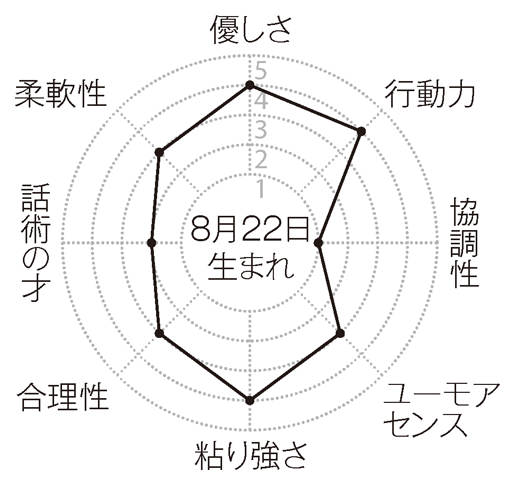 優しさ
柔軟性
行動力
5
4
3
2
1
話術の才
8月22日
生まれ
協調性
合理性
ユーモア
センス
粘り強さ